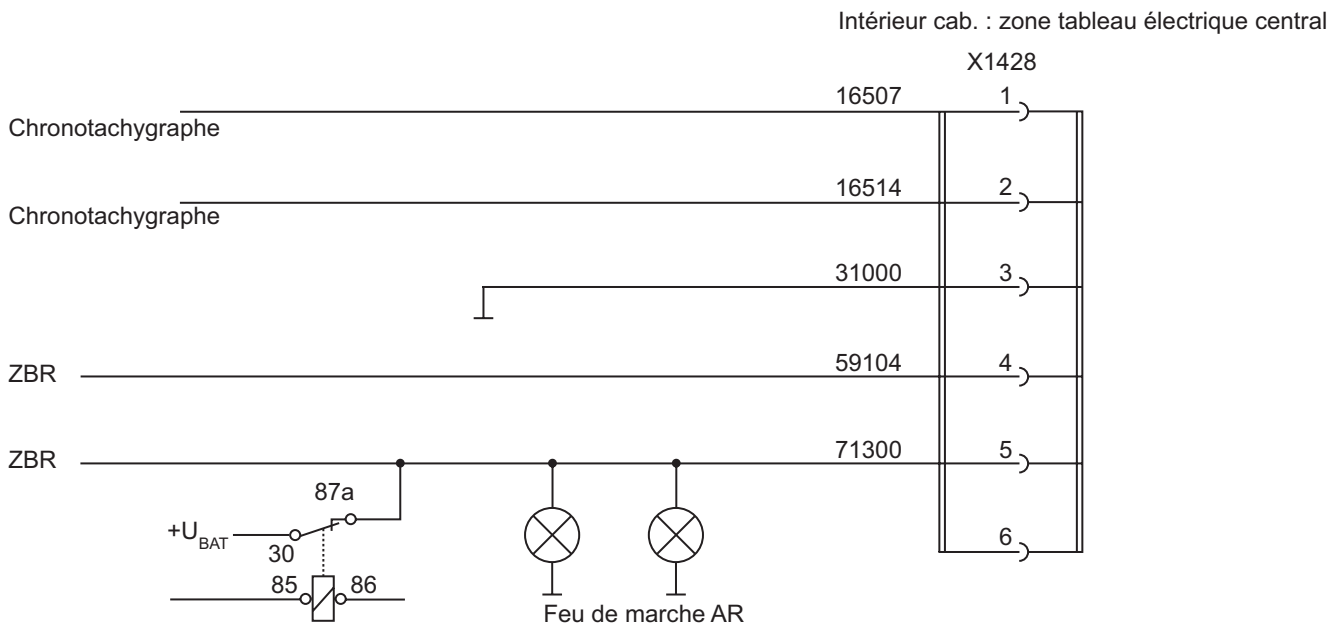 Intérieur cab. : zone tableau électrique central
X1428
16507 1
Chronotachygraphe
16514 2
Chronotachygraphe
31000 3
59104 4
ZBR
71300 5
ZBR
87a
+UBAT
30
6
85 86
Feu de marche AR